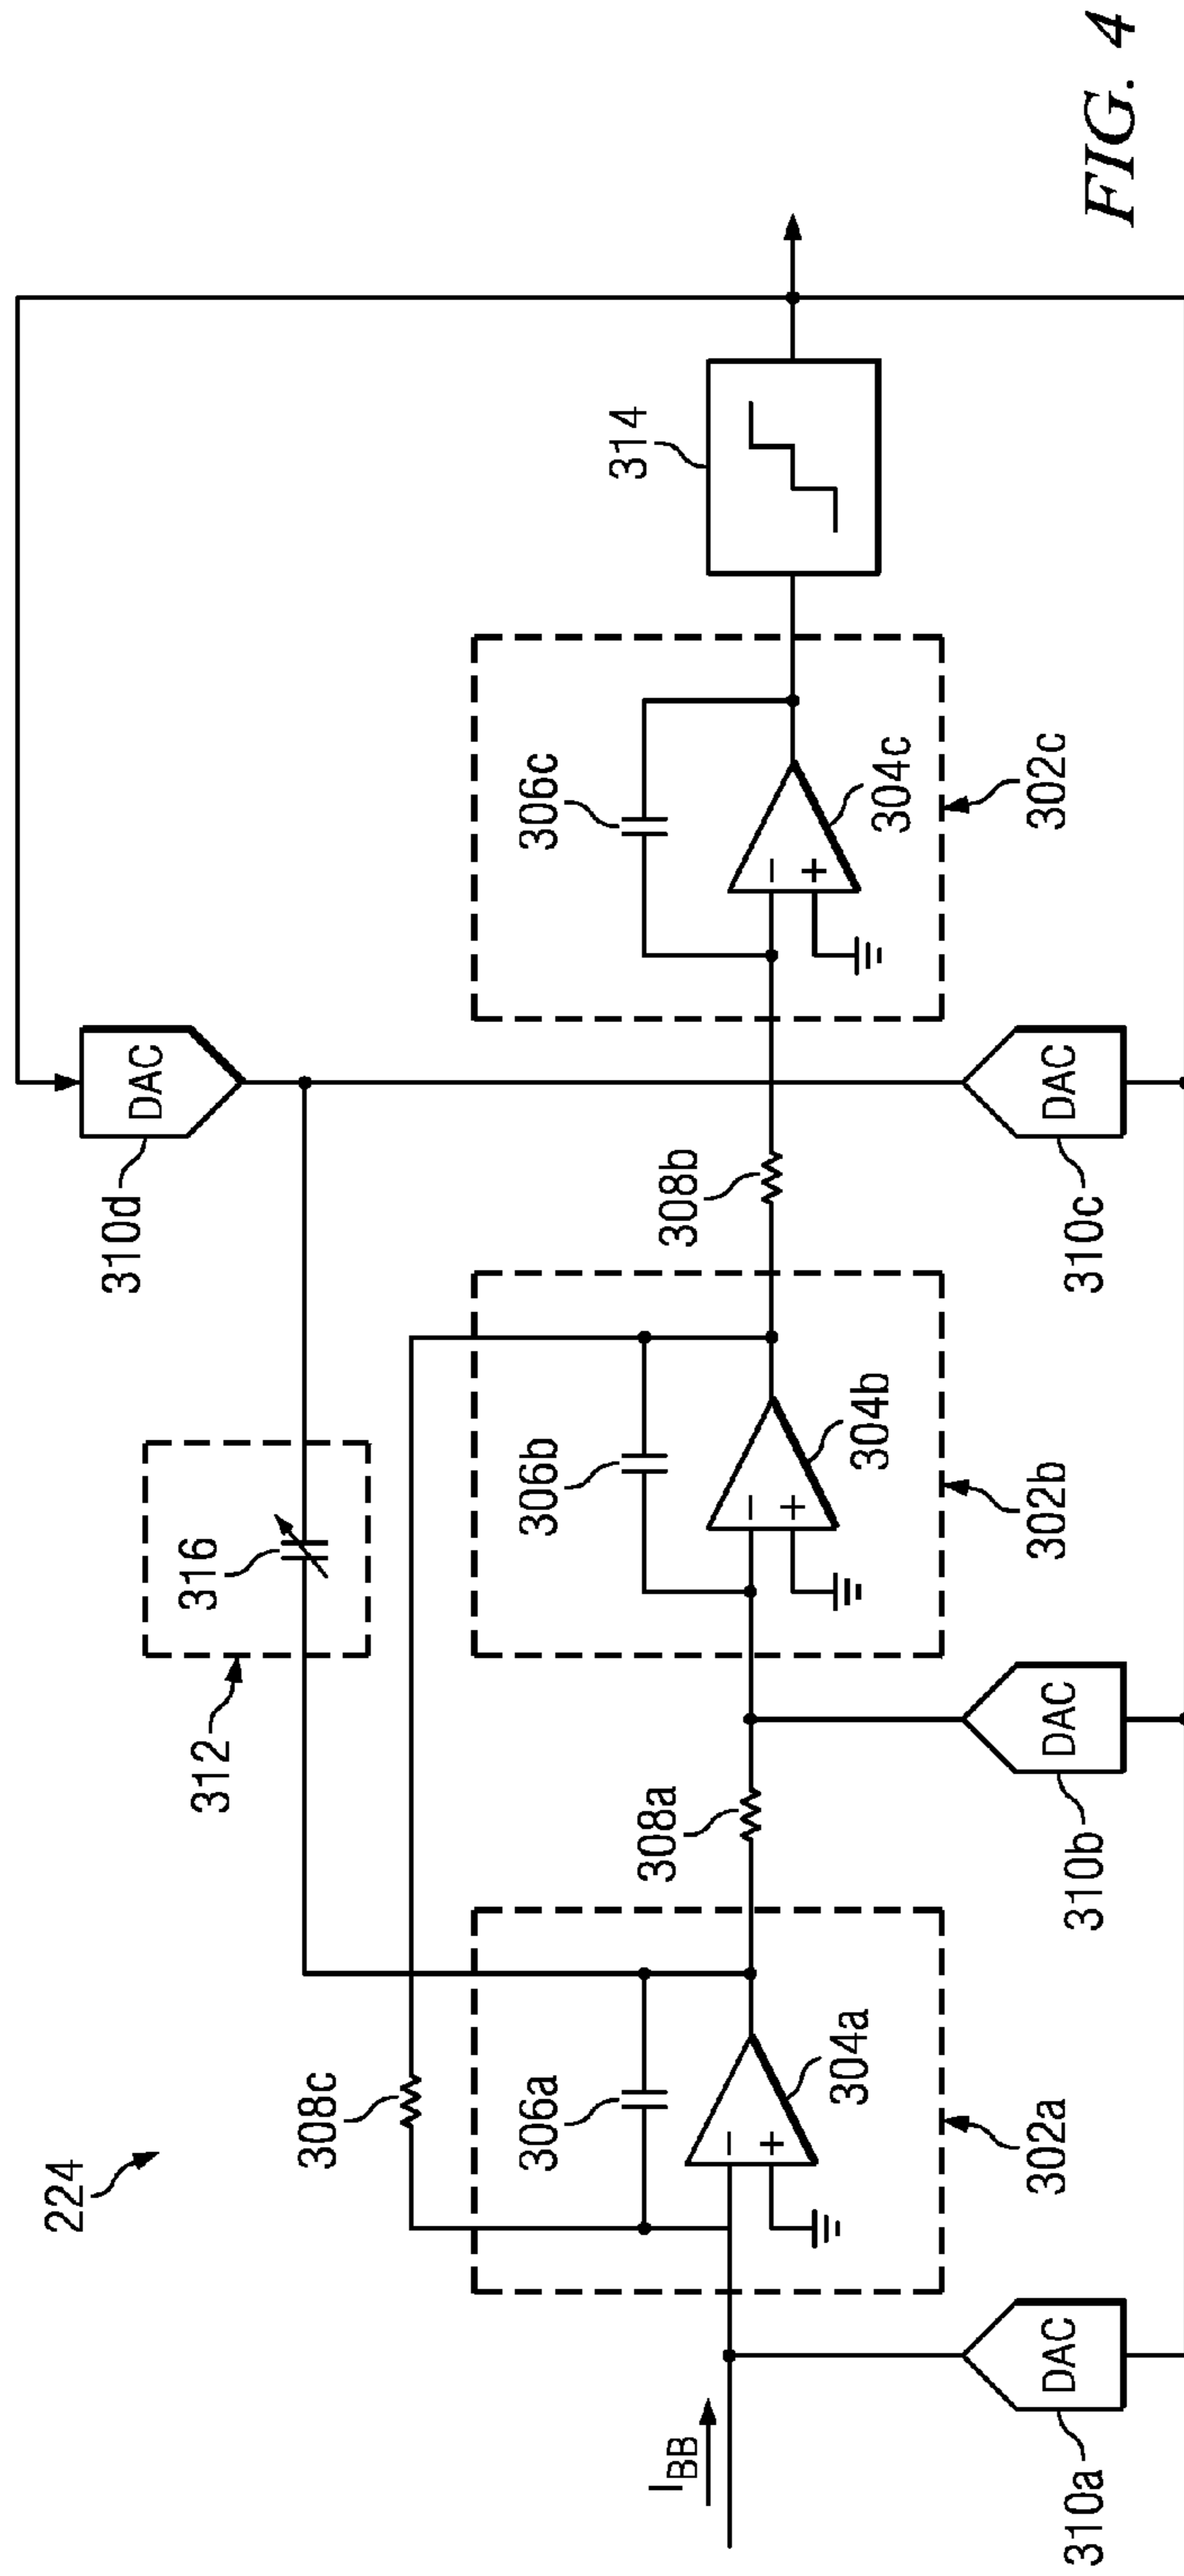 224
308c
312
316
310d
DAC
314
306a
306b
306c
308a
308b
I_BB
−
+
304a
−
+
304b
−
+
304c
302a
302b
302c
DAC
310a
DAC
310b
DAC
310c
FIG. 4